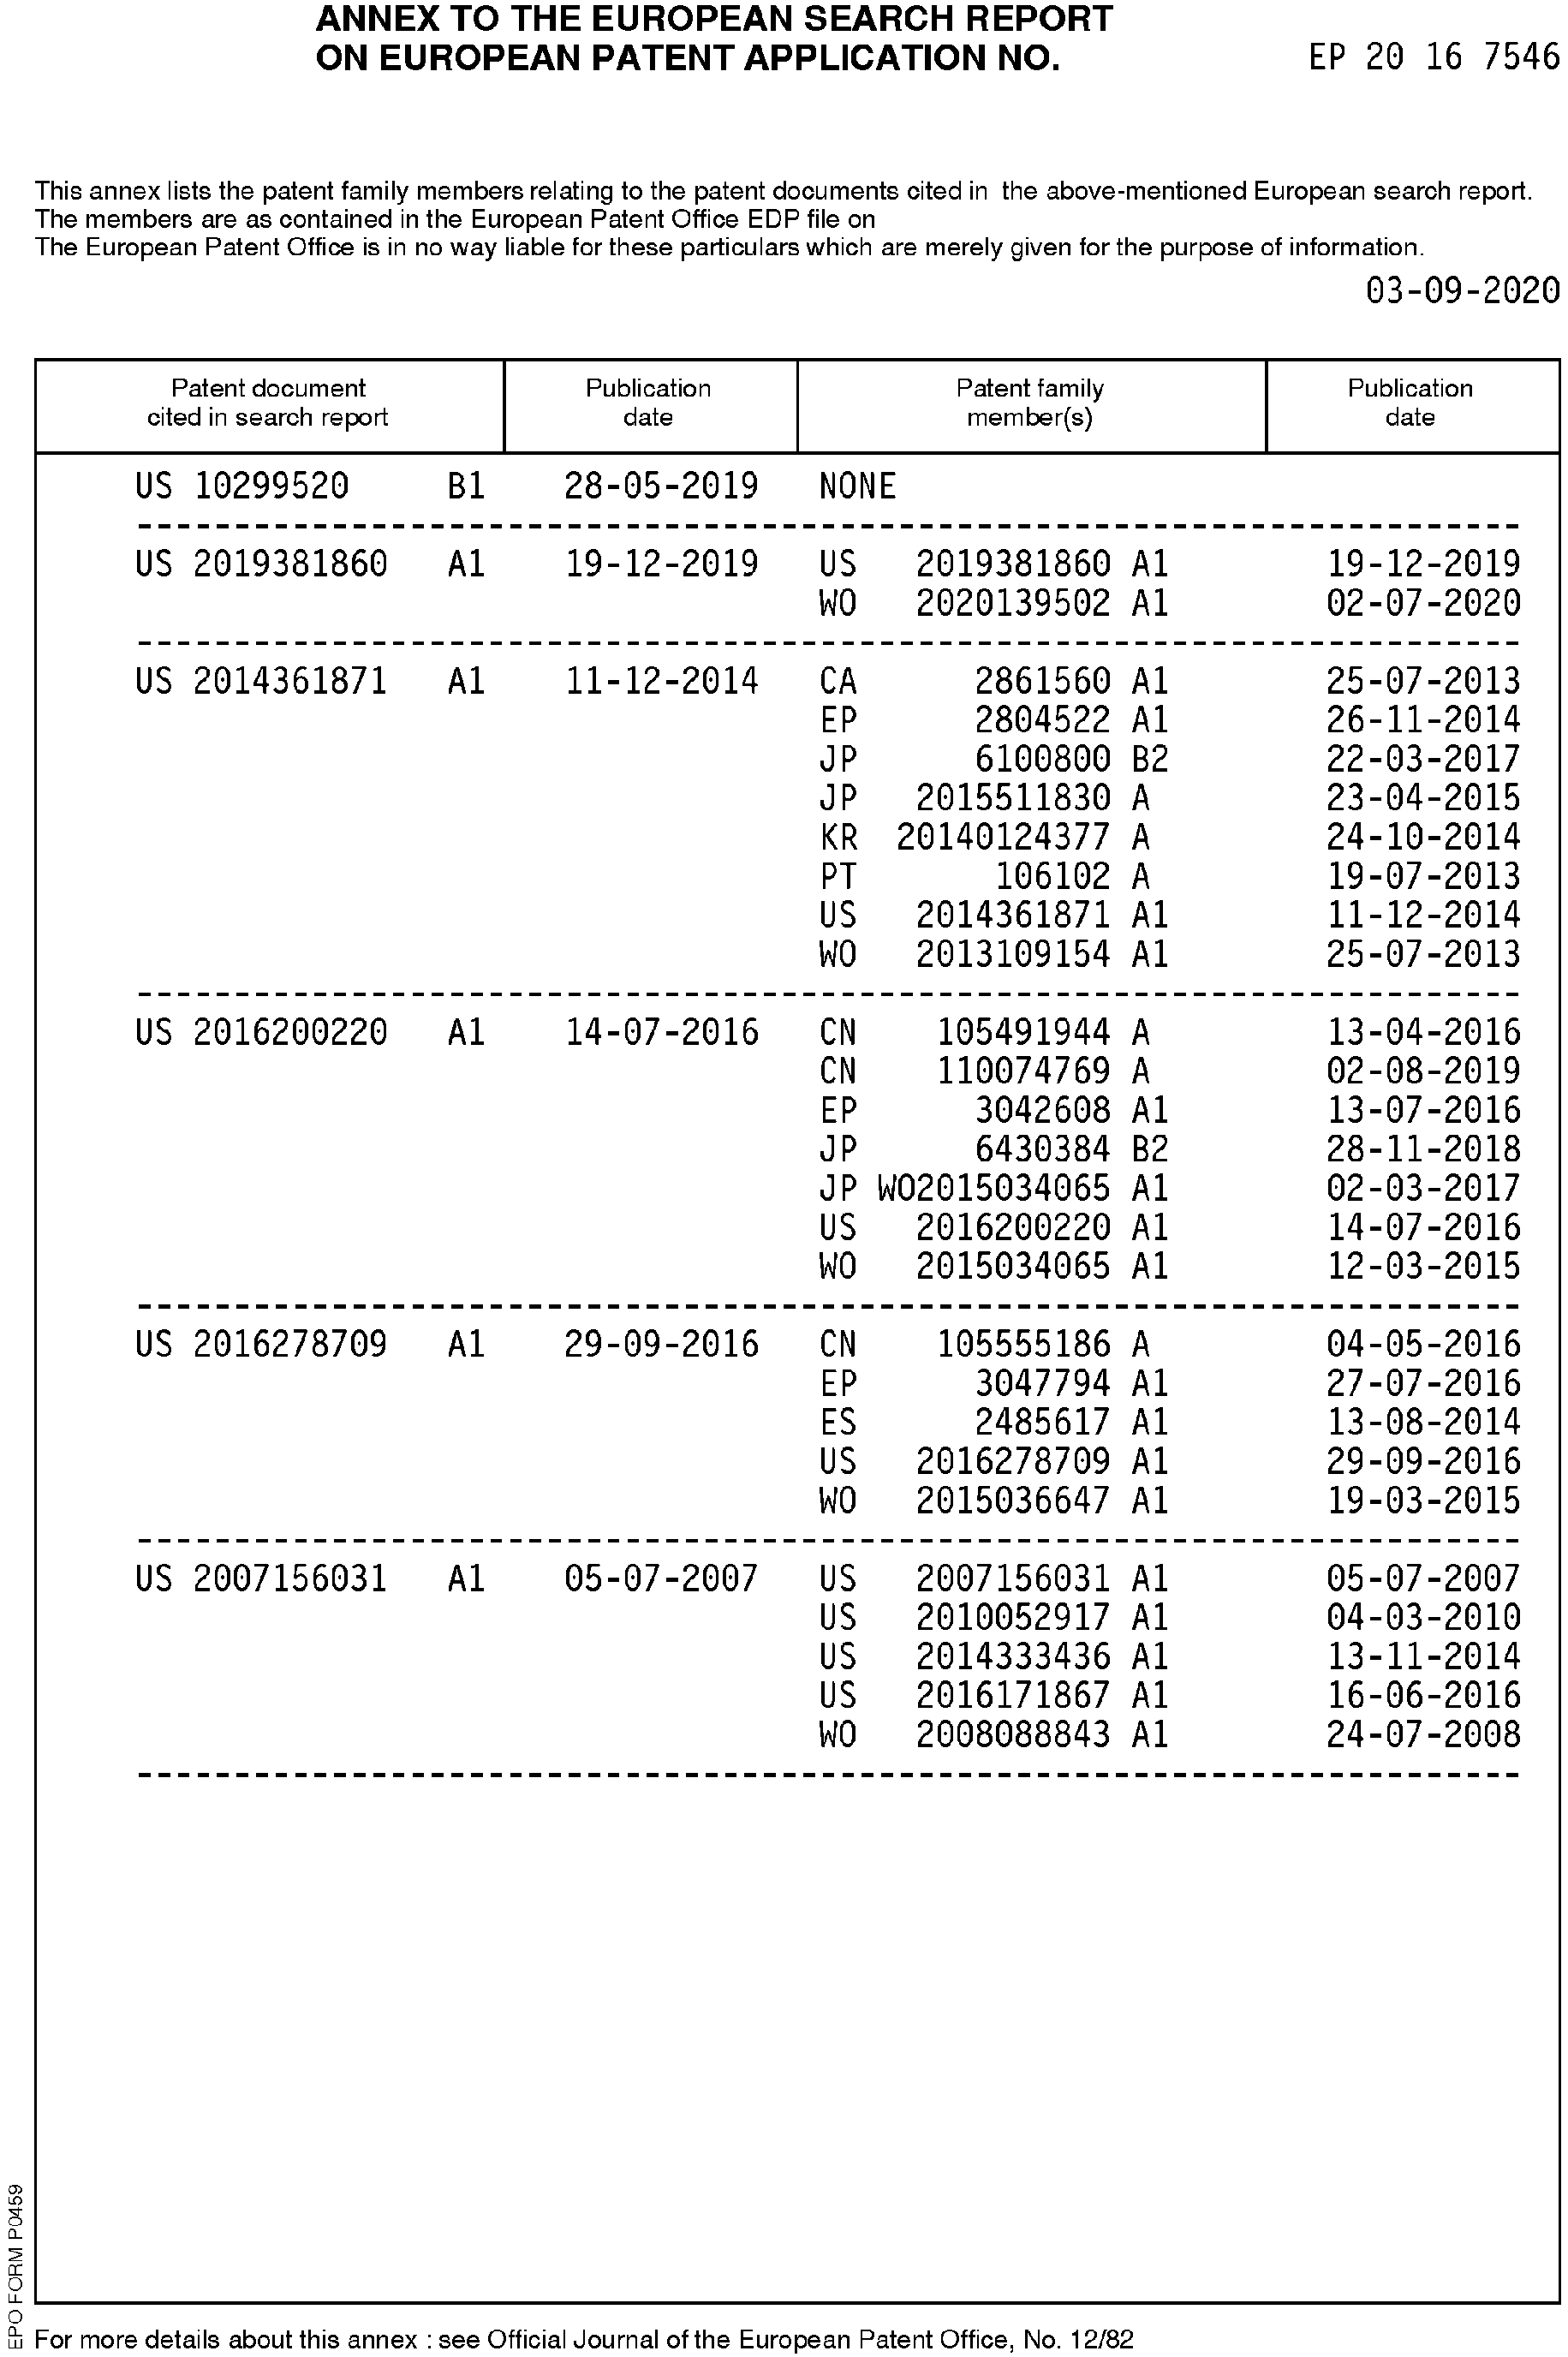 ANNEX TO THE EUROPEAN SEARCH REPORT
ON EUROPEAN PATENT APPLICATION NO. EP 20 16 7546
This annex lists the patent family members relating to the patent documents cited in the above-mentioned European search report.
The members are as contained in the European Patent Office EDP file on
The European Patent Office is in no way liable for these particulars which are merely given for the purpose of information.
03-09-2020
Patent document cited in search report Publication date Patent family member(s) Publication date
US 10299520 B1 28-05-2019 NONE
US 2019381860 A1 19-12-2019 US 2019381860 A1 19-12-2019
WO 2020139502 A1 02-07-2020
US 2014361871 A1 11-12-2014 CA 2861560 A1 25-07-2013
EP 2804522 A1 26-11-2014
JP 6100800 B2 22-03-2017
JP 2015511830 A 23-04-2015
KR 20140124377 A 24-10-2014
PT 106102 A 19-07-2013
US 2014361871 A1 11-12-2014
WO 2013109154 A1 25-07-2013
US 2016200220 A1 14-07-2016 CN 105491944 A 13-04-2016
CN 110074769 A 02-08-2019
EP 3042608 A1 13-07-2016
JP 6430384 B2 28-11-2018
JP WO2015034065 A1 02-03-2017
US 2016200220 A1 14-07-2016
WO 2015034065 A1 12-03-2015
US 2016278709 A1 29-09-2016 CN 105555186 A 04-05-2016
EP 3047794 A1 27-07-2016
ES 2485617 A1 13-08-2014
US 2016278709 A1 29-09-2016
WO 2015036647 A1 19-03-2015
US 2007156031 A1 05-07-2007 US 2007156031 A1 05-07-2007
US 2010052917 A1 04-03-2010
US 2014333436 A1 13-11-2014
US 2016171867 A1 16-06-2016
WO 2008088843 A1 24-07-2008
EPO FORM P0459
For more details about this annex : see Official Journal of the European Patent Office, No. 12/82